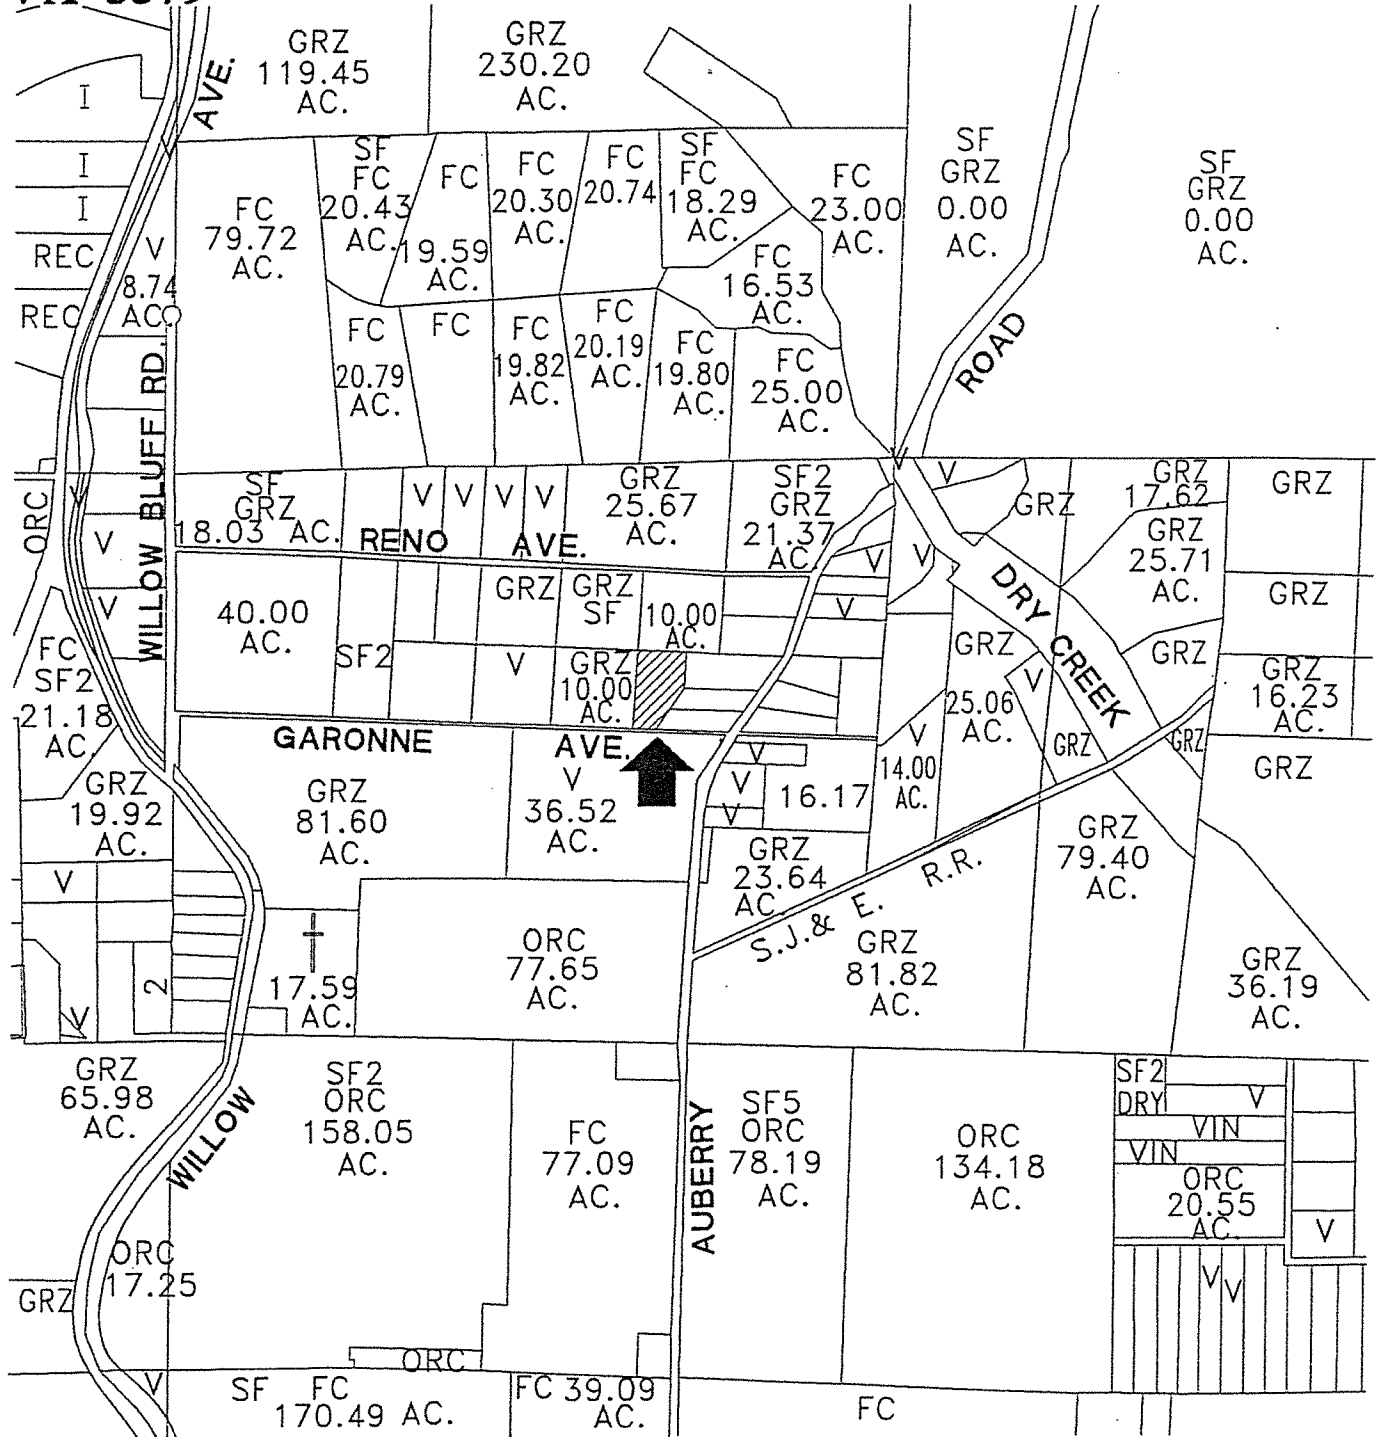 GRZ
119.45
AC.
GRZ
230.20
AC.
AVE.
I
I
I
REC
REC
V
8.74
AC.
FC
79.72
AC.
SF
FC
20.43
AC.
FC
19.59
AC.
FC
20.30
AC.
FC
20.74
SF
FC
18.29
AC.
FC
23.00
AC.
SF
GRZ
0.00
AC.
SF
GRZ
0.00
AC.
FC
16.53
AC.
FC
20.79
AC.
FC
FC
19.82
AC.
FC
20.19
AC.
FC
19.80
AC.
FC
25.00
AC.
ROAD
WILLOW BLUFF RD.
ORC
V
V
V
V
SF
GRZ
18.03 AC.
V
V
V
V
GRZ
25.67
AC.
SF2
GRZ
21.37
AC.
V
V
GRZ
GRZ
17.62
GRZ
RENO AVE.
V
V
GRZ
25.71
AC.
GRZ
DRY CREEK
40.00
AC.
SF2
GRZ
GRZ
SF
10.00
AC.
V
V
GRZ
10.00
AC.
GRZ
V
GRZ
GRZ
16.23
AC.
FC
SF2
21.18
AC.
25.06
AC.
GARONNE AVE.
V
14.00
AC.
GRZ
GRZ
GRZ
GRZ
19.92
AC.
GRZ
81.60
AC.
V
36.52
AC.
V
V
V
16.17
GRZ
23.64
AC.
GRZ
79.40
AC.
V
S.J.& E. R.R.
17.59
AC.
ORC
77.65
AC.
GRZ
81.82
AC.
GRZ
36.19
AC.
2
V
GRZ
65.98
AC.
WILLOW
SF2
ORC
158.05
AC.
FC
77.09
AC.
AUBERRY
SF5
ORC
78.19
AC.
ORC
134.18
AC.
SF2
DRY
V
VIN
VIN
ORC
20.55
AC.
V
V
V
ORC
17.25
GRZ
ORC
V
SF FC
170.49 AC.
FC 39.09
AC.
FC